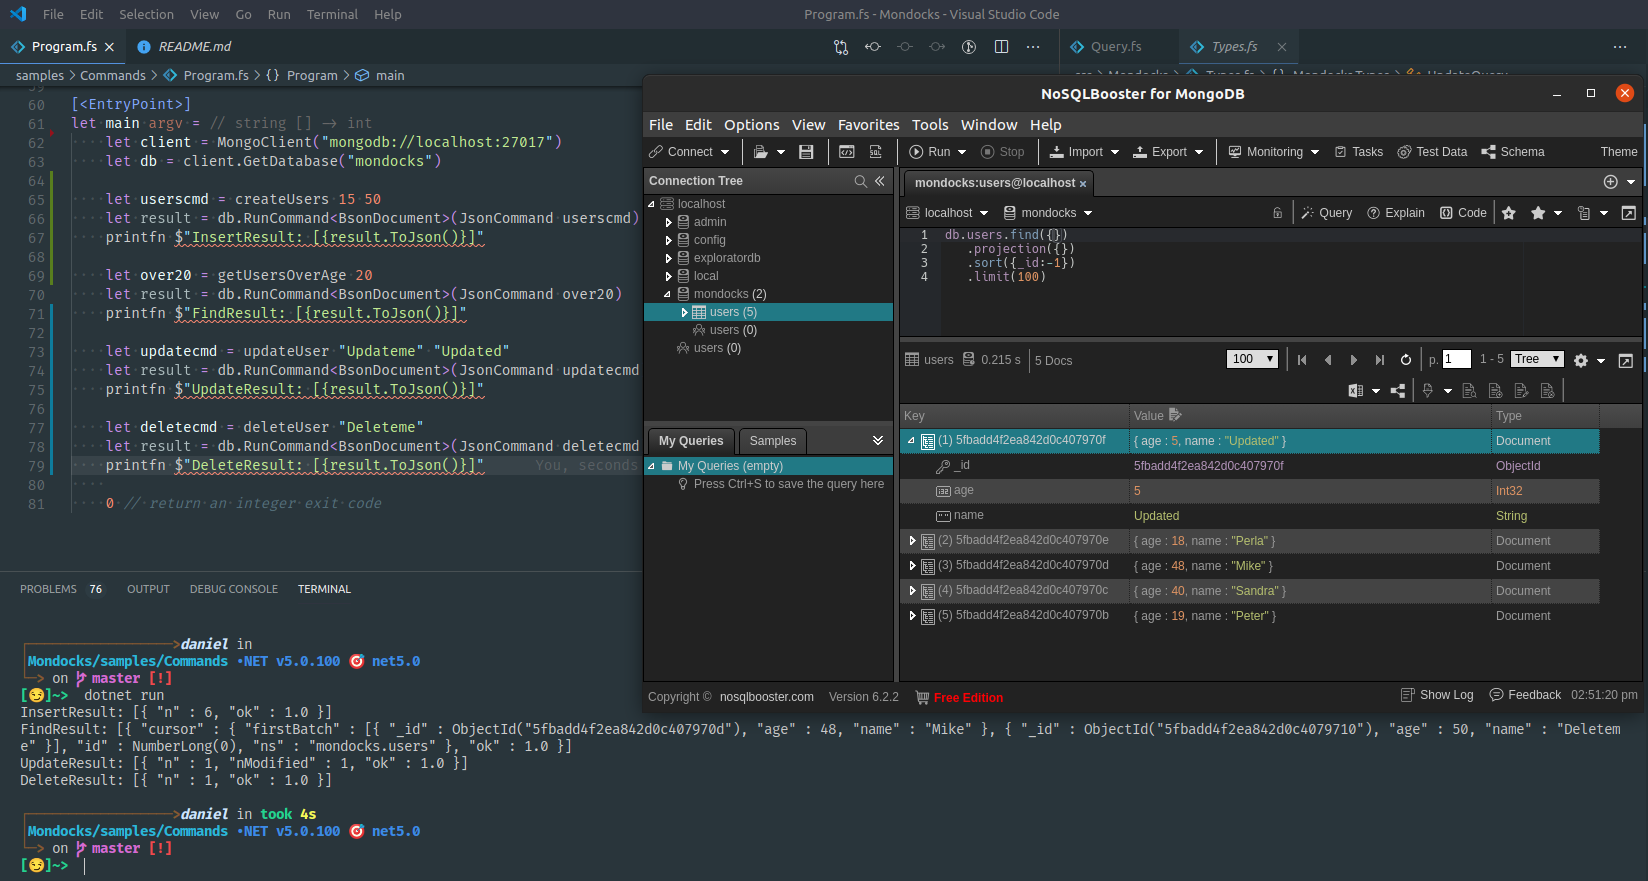 File Edit Selection View Go Run Terminal Help
Program.fs - Mondocks - Visual Studio Code
Program.fs README.md
Query.fs Types.fs
samples > Commands > Program.fs > {} Program > main
60 [<EntryPoint>]
61 let main argv = // string [] → int
62 let client = MongoClient("mongodb://localhost:27017")
63 let db = client.GetDatabase("mondocks")
64
65 let userscmd = createUsers 15 50
66 let result = db.RunCommand<BsonDocument>(JsonCommand userscmd)
67 printfn $"InsertResult: [{result.ToJson()}]"
68
69 let over20 = getUsersOverAge 20
70 let result = db.RunCommand<BsonDocument>(JsonCommand over20)
71 printfn $"FindResult: [{result.ToJson()}]"
72
73 let updatecmd = updateUser "Updateme" "Updated"
74 let result = db.RunCommand<BsonDocument>(JsonCommand updatecmd
75 printfn $"UpdateResult: [{result.ToJson()}]"
76
77 let deletecmd = deleteUser "Deleteme"
78 let result = db.RunCommand<BsonDocument>(JsonCommand deletecmd
79 printfn $"DeleteResult: [{result.ToJson()}]" You, seconds
80
81 0 // return an integer exit code
PROBLEMS 76 OUTPUT DEBUG CONSOLE TERMINAL
NoSQLBooster for MongoDB
File Edit Options View Favorites Tools Window Help
Connect Run Stop Import Export Monitoring Tasks Test Data Schema Theme
Connection Tree
localhost
admin
config
exploratordb
local
mondocks (2)
users (5)
users (0)
users (0)
My Queries Samples
My Queries (empty)
Press Ctrl+S to save the query here
mondocks:users@localhost
localhost mondocks Query Explain Code
1 db.users.find({})
2 .projection({})
3 .sort({_id:-1})
4 .limit(100)
users 0.215 s 5 Docs 100 p. 1 1 - 5 Tree
Key Value Type
(1) 5fbadd4f2ea842d0c407970f { age : 5, name : "Updated" } Document
_id 5fbadd4f2ea842d0c407970f ObjectId
age 5 Int32
name Updated String
(2) 5fbadd4f2ea842d0c407970e { age : 18, name : "Perla" } Document
(3) 5fbadd4f2ea842d0c407970d { age : 48, name : "Mike" } Document
(4) 5fbadd4f2ea842d0c407970c { age : 40, name : "Sandra" } Document
(5) 5fbadd4f2ea842d0c407970b { age : 19, name : "Peter" } Document
Copyright © nosqlbooster.com Version 6.2.2 Free Edition Show Log Feedback 02:51:20 pm
daniel in
Mondocks/samples/Commands •NET v5.0.100 net5.0
on master [!]
[😏]~> dotnet run
InsertResult: [{ "n" : 6, "ok" : 1.0 }]
FindResult: [{ "cursor" : { "firstBatch" : [{ "_id" : ObjectId("5fbadd4f2ea842d0c407970d"), "age" : 48, "name" : "Mike" }, { "_id" : ObjectId("5fbadd4f2ea842d0c4079710"), "age" : 50, "name" : "Deletem
e" }], "id" : NumberLong(0), "ns" : "mondocks.users" }, "ok" : 1.0 }]
UpdateResult: [{ "n" : 1, "nModified" : 1, "ok" : 1.0 }]
DeleteResult: [{ "n" : 1, "ok" : 1.0 }]
daniel in took 4s
Mondocks/samples/Commands •NET v5.0.100 net5.0
on master [!]
[😏]~>